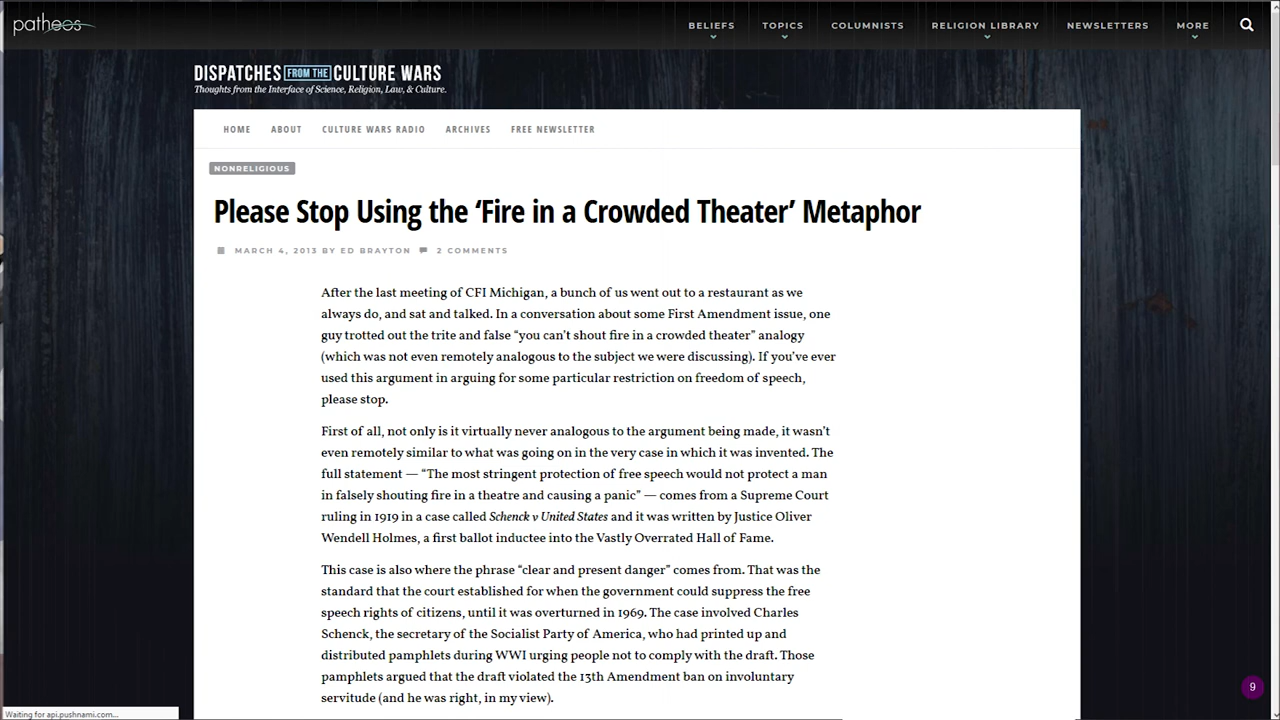 patheos
BELIEFS TOPICS COLUMNISTS RELIGION LIBRARY NEWSLETTERS MORE
DISPATCHES FROM THE CULTURE WARS
Thoughts from the Interface of Science, Religion, Law, & Culture.
HOME ABOUT CULTURE WARS RADIO ARCHIVES FREE NEWSLETTER
NONRELIGIOUS
Please Stop Using the ‘Fire in a Crowded Theater’ Metaphor
MARCH 4, 2013 BY ED BRAYTON 2 COMMENTS
After the last meeting of CFI Michigan, a bunch of us went out to a restaurant as we
always do, and sat and talked. In a conversation about some First Amendment issue, one
guy trotted out the trite and false “you can’t shout fire in a crowded theater” analogy
(which was not even remotely analogous to the subject we were discussing). If you’ve ever
used this argument in arguing for some particular restriction on freedom of speech,
please stop.
First of all, not only is it virtually never analogous to the argument being made, it wasn’t
even remotely similar to what was going on in the very case in which it was invented. The
full statement — “The most stringent protection of free speech would not protect a man
in falsely shouting fire in a theatre and causing a panic” — comes from a Supreme Court
ruling in 1919 in a case called Schenck v United States and it was written by Justice Oliver
Wendell Holmes, a first ballot inductee into the Vastly Overrated Hall of Fame.
This case is also where the phrase “clear and present danger” comes from. That was the
standard that the court established for when the government could suppress the free
speech rights of citizens, until it was overturned in 1969. The case involved Charles
Schenck, the secretary of the Socialist Party of America, who had printed up and
distributed pamphlets during WWI urging people not to comply with the draft. Those
pamphlets argued that the draft violated the 13th Amendment ban on involuntary
servitude (and he was right, in my view).
9
Waiting for api.pushnami.com...